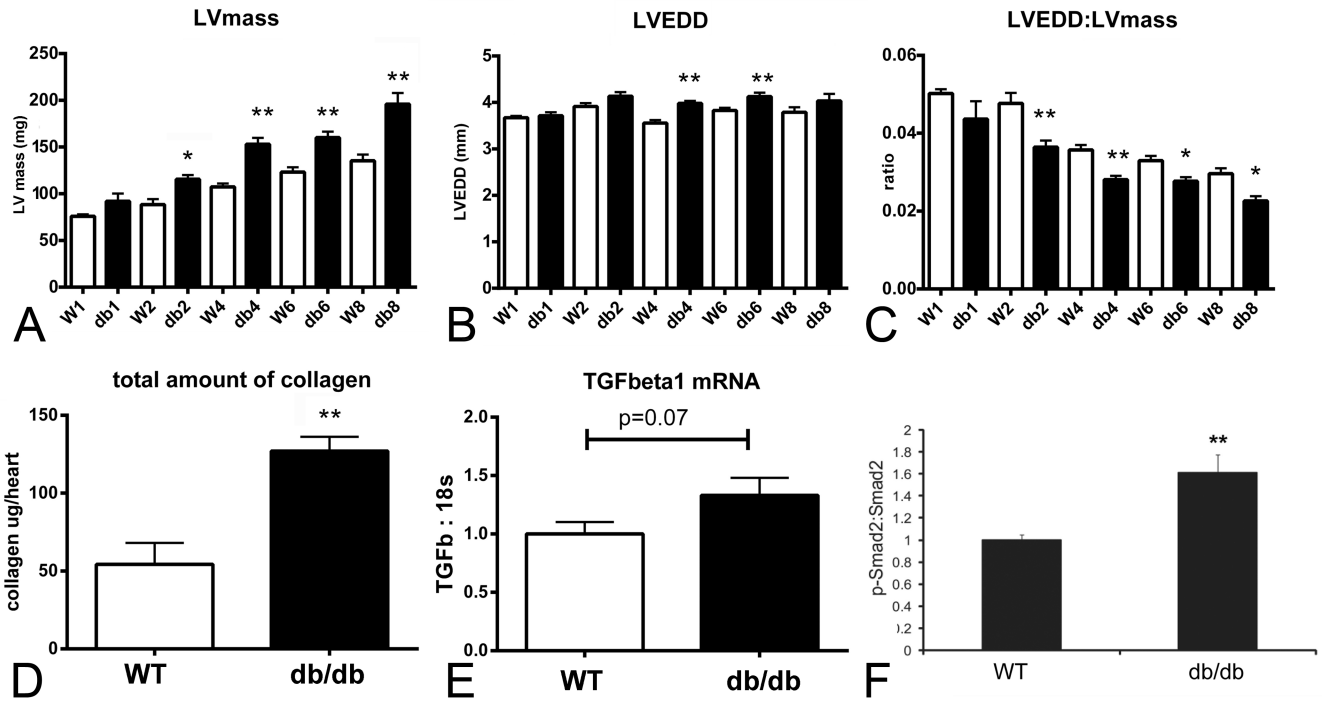 LVmass
LV mass (mg)
250
200
150
100
50
0
*
**
**
**
W1 db1 W2 db2 W4 db4 W6 db6 W8 db8
A
LVEDD
LVEDD (mm)
5
4
3
2
1
0
**
**
W1 db1 W2 db2 W4 db4 W6 db6 W8 db8
B
LVEDD:LVmass
ratio
0.06
0.04
0.02
0.00
**
**
*
*
W1 db1 W2 db2 W4 db4 W6 db6 W8 db8
C
total amount of collagen
collagen ug/heart
150
100
50
0
**
WT db/db
D
TGFbeta1 mRNA
TGFb : 18s
2.0
1.5
1.0
0.5
0.0
p=0.07
WT db/db
E
p-Smad2:Smad2
2
1.8
1.6
1.4
1.2
1
0.8
0.6
0.4
1.2
0
**
WT db/db
F